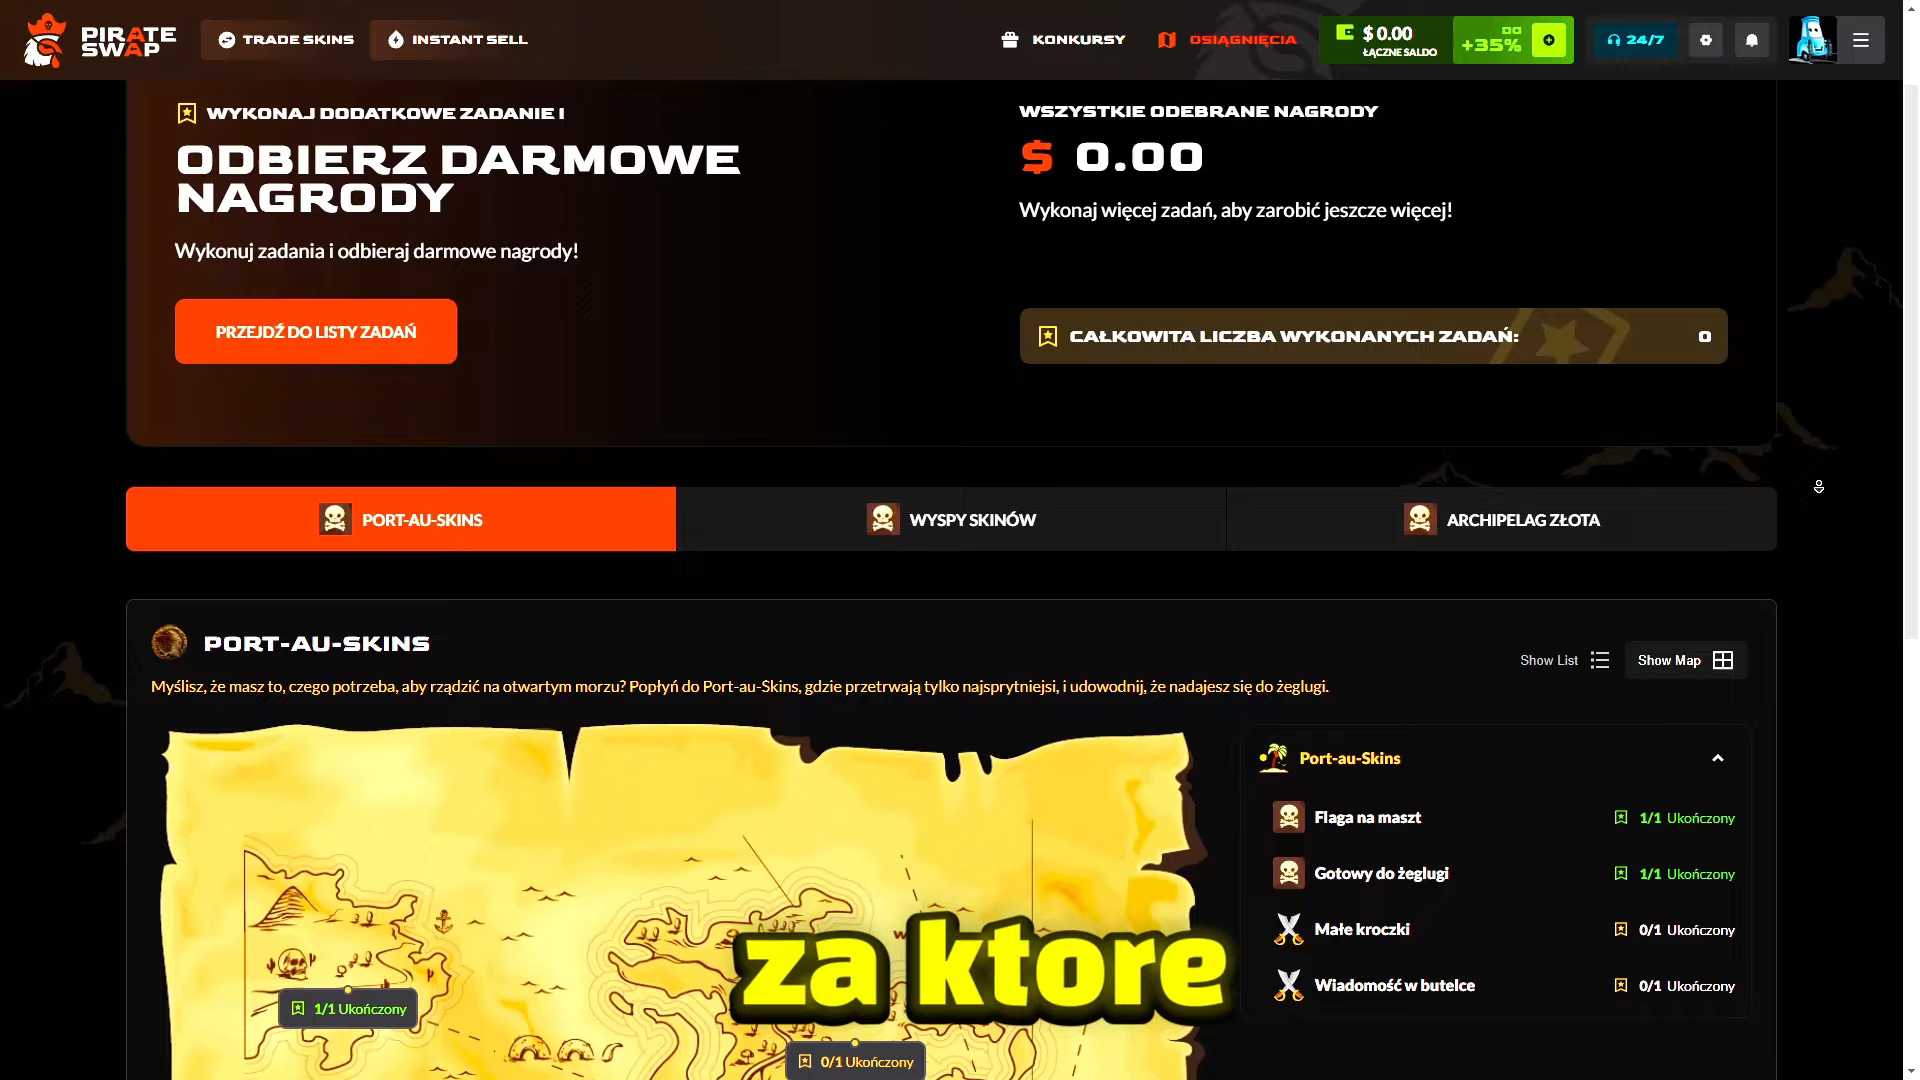 PIRATE
SWAP
TRADE SKINS
INSTANT SELL
KONKURSY
OSIĄGNIĘCIA
$ 0.00
ŁĄCZNE SALDO
+35%
24/7
WYKONAJ DODATKOWE ZADANIE I
ODBIERZ DARMOWE
NAGRODY
Wykonuj zadania i odbieraj darmowe nagrody!
PRZEJDŹ DO LISTY ZADAŃ
WSZYSTKIE ODEBRANE NAGRODY
$ 0.00
Wykonaj więcej zadań, aby zarobić jeszcze więcej!
CAŁKOWITA LICZBA WYKONANYCH ZADAŃ:
0
PORT-AU-SKINS
WYSPY SKINÓW
ARCHIPELAG ZŁOTA
PORT-AU-SKINS
Show List
Show Map
Myślisz, że masz to, czego potrzeba, aby rządzić na otwartym morzu? Popłyń do Port-au-Skins, gdzie przetrwają tylko najsprytniejsi, i udowodnij, że nadajesz się do żeglugi.
Port-au-Skins
Flaga na maszt
1/1 Ukończony
Gotowy do żeglugi
1/1 Ukończony
Małe kroczki
0/1 Ukończony
Wiadomość w butelce
0/1 Ukończony
za ktore
1/1 Ukończony
0/1 Ukończony